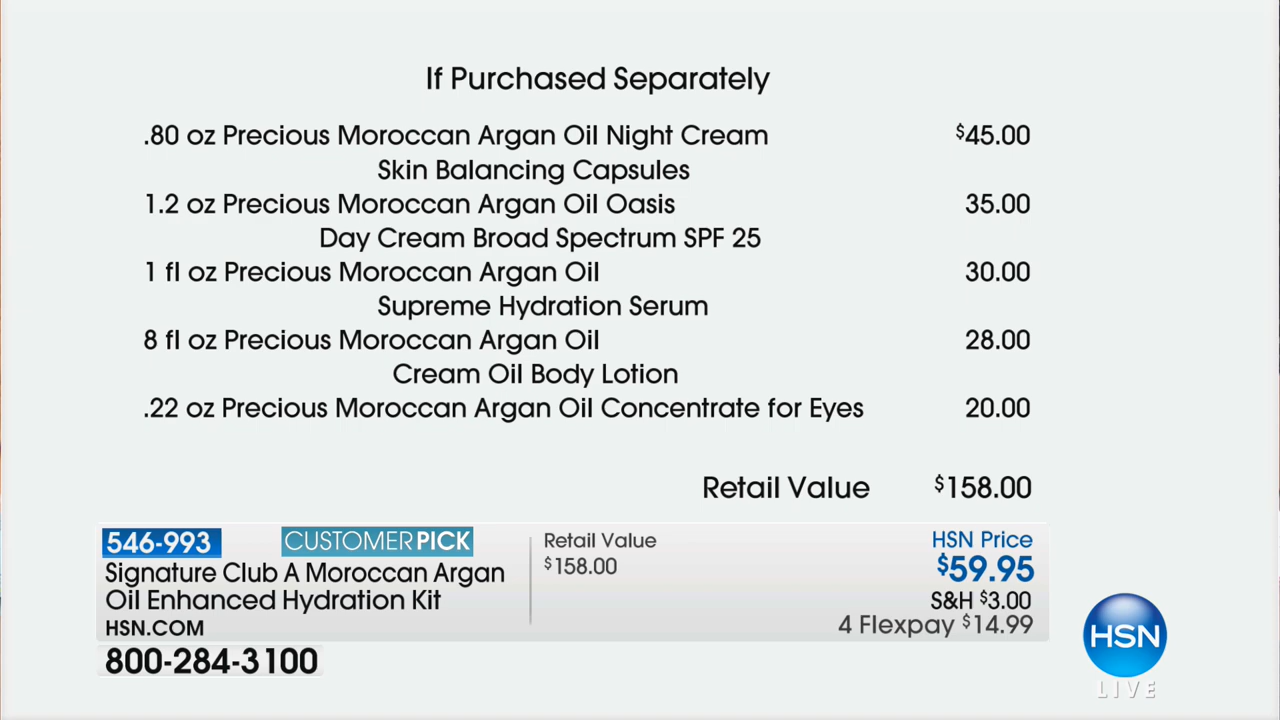 If Purchased Separately
.80 oz Precious Moroccan Argan Oil Night Cream $45.00
Skin Balancing Capsules
1.2 oz Precious Moroccan Argan Oil Oasis 35.00
Day Cream Broad Spectrum SPF 25
1 fl oz Precious Moroccan Argan Oil 30.00
Supreme Hydration Serum
8 fl oz Precious Moroccan Argan Oil 28.00
Cream Oil Body Lotion
.22 oz Precious Moroccan Argan Oil Concentrate for Eyes 20.00
Retail Value $158.00
546-993 CUSTOMERPICK
Signature Club A Moroccan Argan
Oil Enhanced Hydration Kit
HSN.COM
800-284-3100
Retail Value
$158.00
HSN Price
$59.95
S&H $3.00
4 Flexpay $14.99
HSN
LIVE